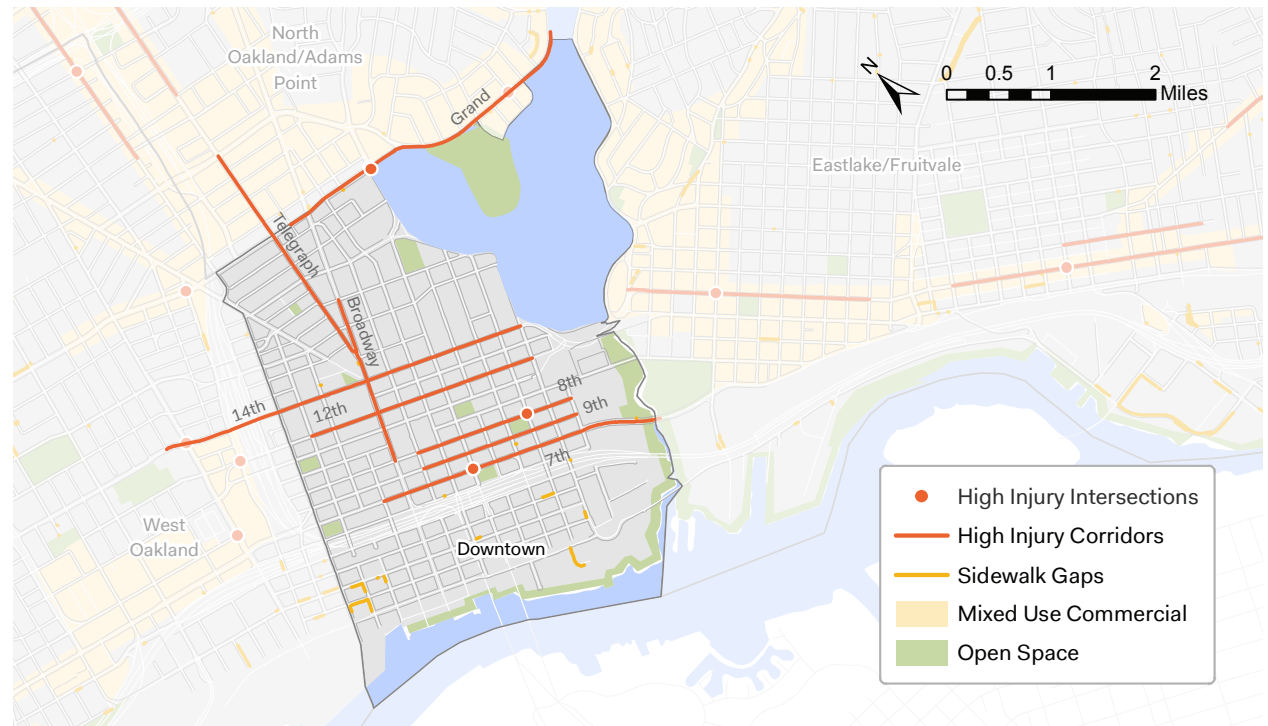 North
Oakland/Adams
Point
Grand
N
0 0.5 1 2
Miles
Eastlake/Fruitvale
Telegraph
Broadway
14th
12th
8th
9th
7th
West
Oakland
Downtown
High Injury Intersections
High Injury Corridors
Sidewalk Gaps
Mixed Use Commercial
Open Space